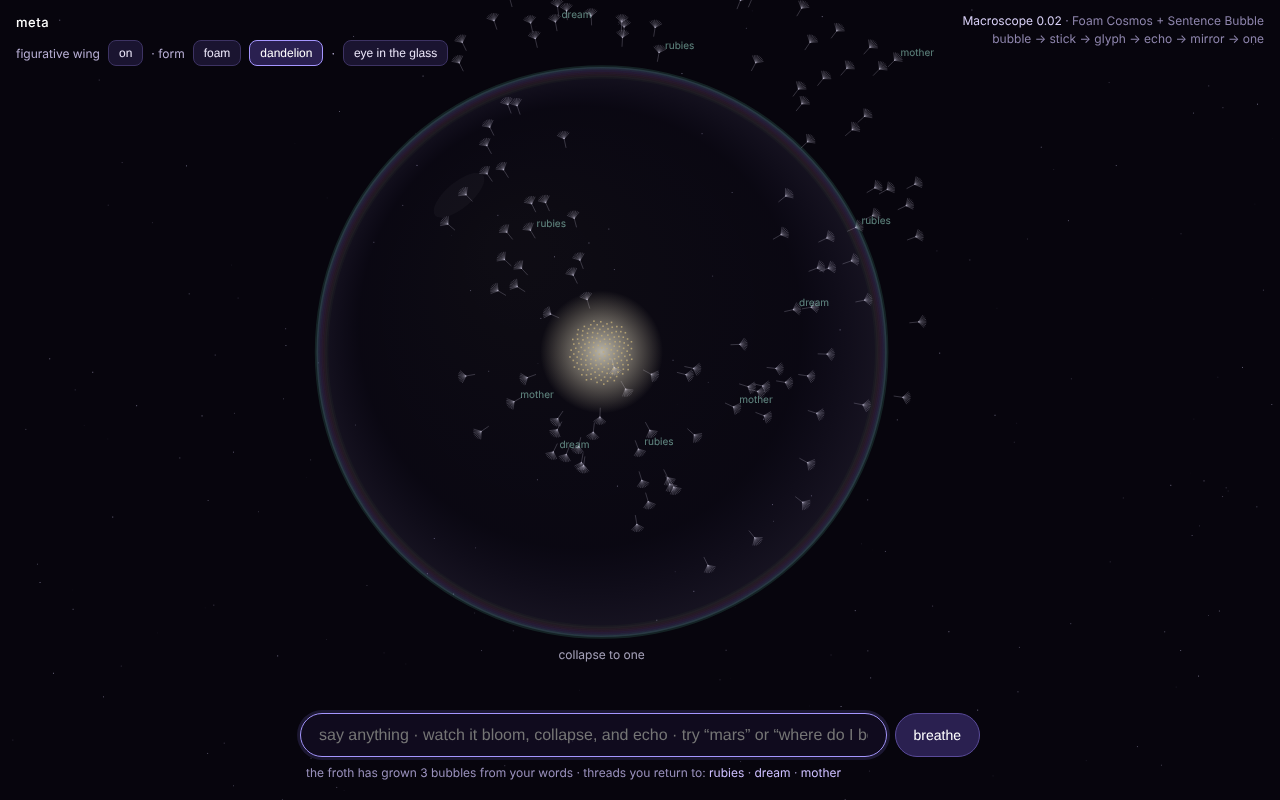 meta
Macroscope 0.02 · Foam Cosmos + Sentence Bubble
bubble → stick → glyph → echo → mirror → one
figurative wing on · form foam dandelion · eye in the glass
dream
rubies
mother
rubies
rubies
dream
mother
mother
dream
rubies
collapse to one
say anything · watch it bloom, collapse, and echo · try “mars” or “where do I b
breathe
the froth has grown 3 bubbles from your words · threads you return to: rubies · dream · mother